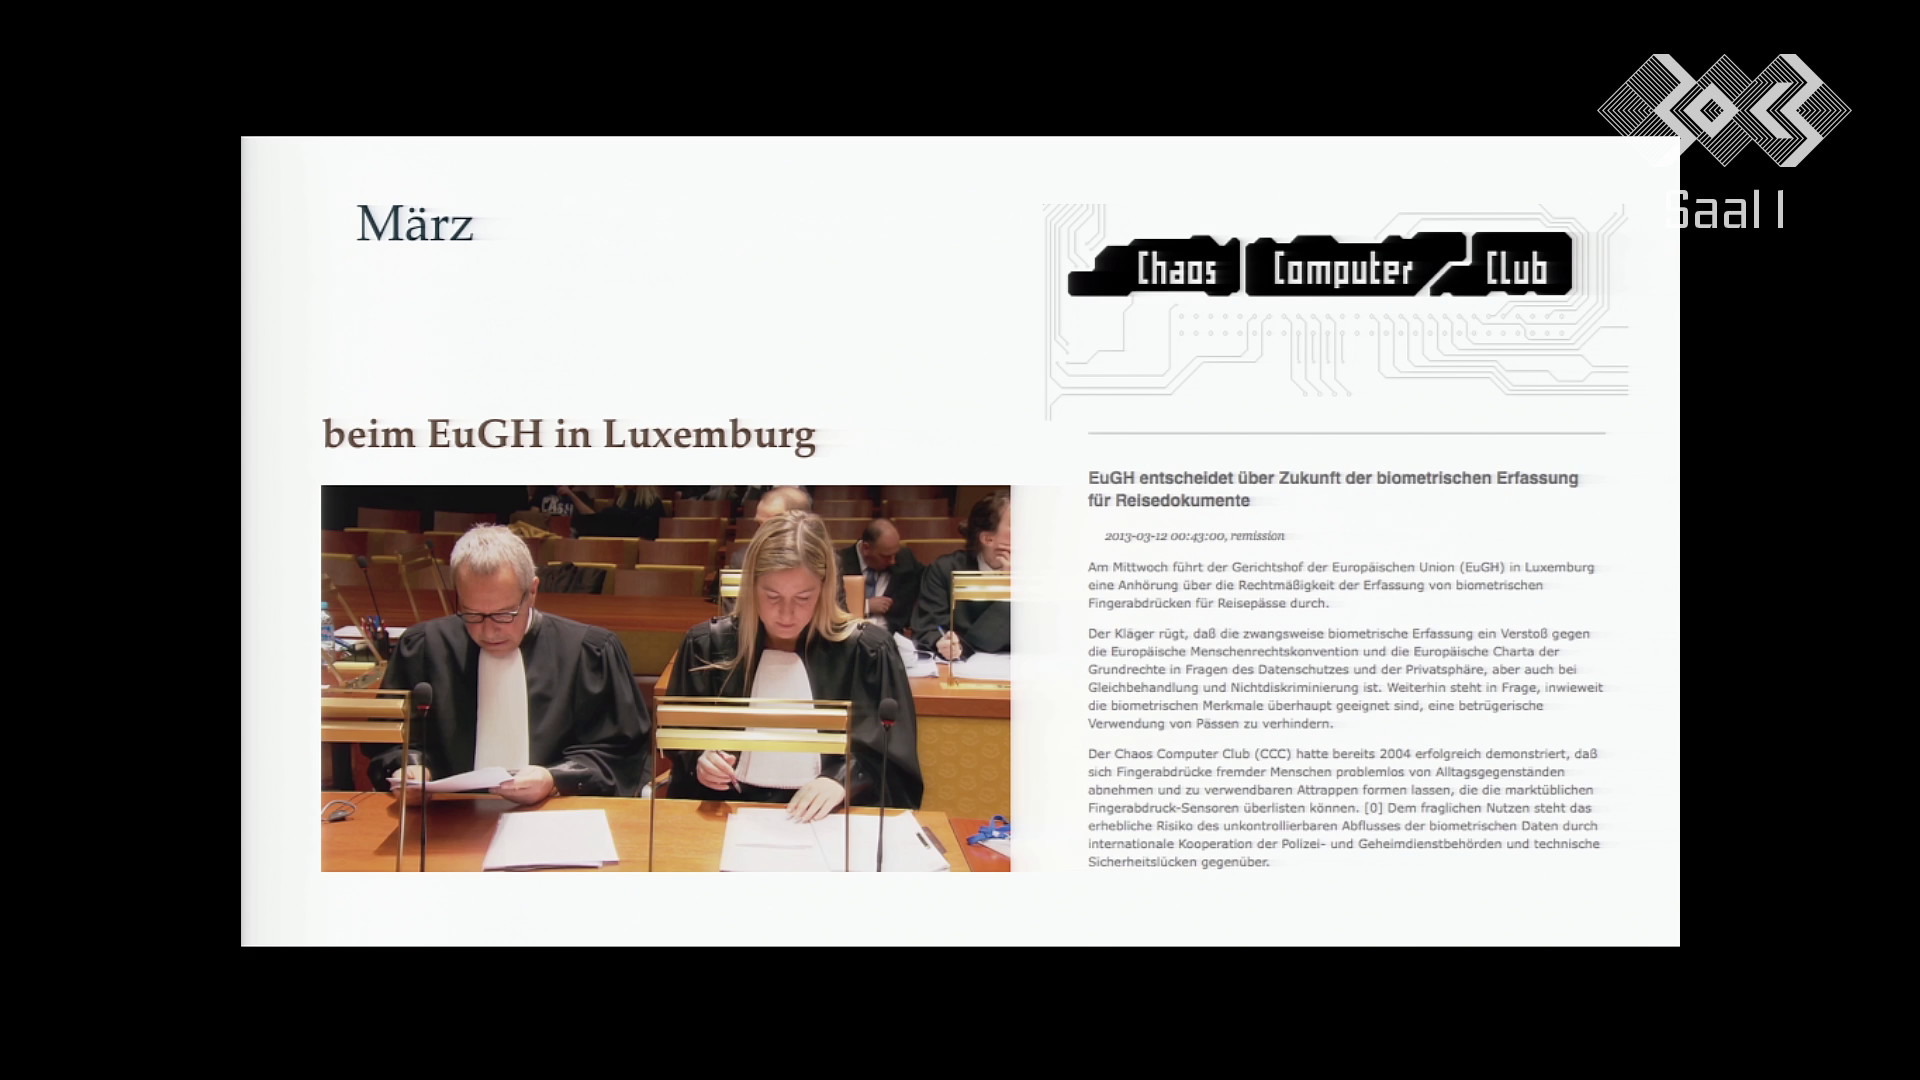 März
beim EuGH in Luxemburg
Chaos Computer Club
EuGH entscheidet über Zukunft der biometrischen Erfassung
für Reisedokumente
2013-03-12 00:43:00, remission
Am Mittwoch führt der Gerichtshof der Europäischen Union (EuGH) in Luxemburg
eine Anhörung über die Rechtmäßigkeit der Erfassung von biometrischen
Fingerabdrücken für Reisepässe durch.
Der Kläger rügt, daß die zwangsweise biometrische Erfassung ein Verstoß gegen
die Europäische Menschenrechtskonvention und die Europäische Charta der
Grundrechte in Fragen des Datenschutzes und der Privatsphäre, aber auch bei
Gleichbehandlung und Nichtdiskriminierung ist. Weiterhin steht in Frage, inwieweit
die biometrischen Merkmale überhaupt geeignet sind, eine betrügerische
Verwendung von Pässen zu verhindern.
Der Chaos Computer Club (CCC) hatte bereits 2004 erfolgreich demonstriert, daß
sich Fingerabdrücke fremder Menschen problemlos von Alltagsgegenständen
abnehmen und zu verwendbaren Attrappen formen lassen, die die marktüblichen
Fingerabdruck-Sensoren überlisten können. [0] Dem fraglichen Nutzen steht das
erhebliche Risiko des unkontrollierbaren Abflusses der biometrischen Daten durch
internationale Kooperation der Polizei- und Geheimdienstbehörden und technische
Sicherheitslücken gegenüber.
30C3
Saal 1